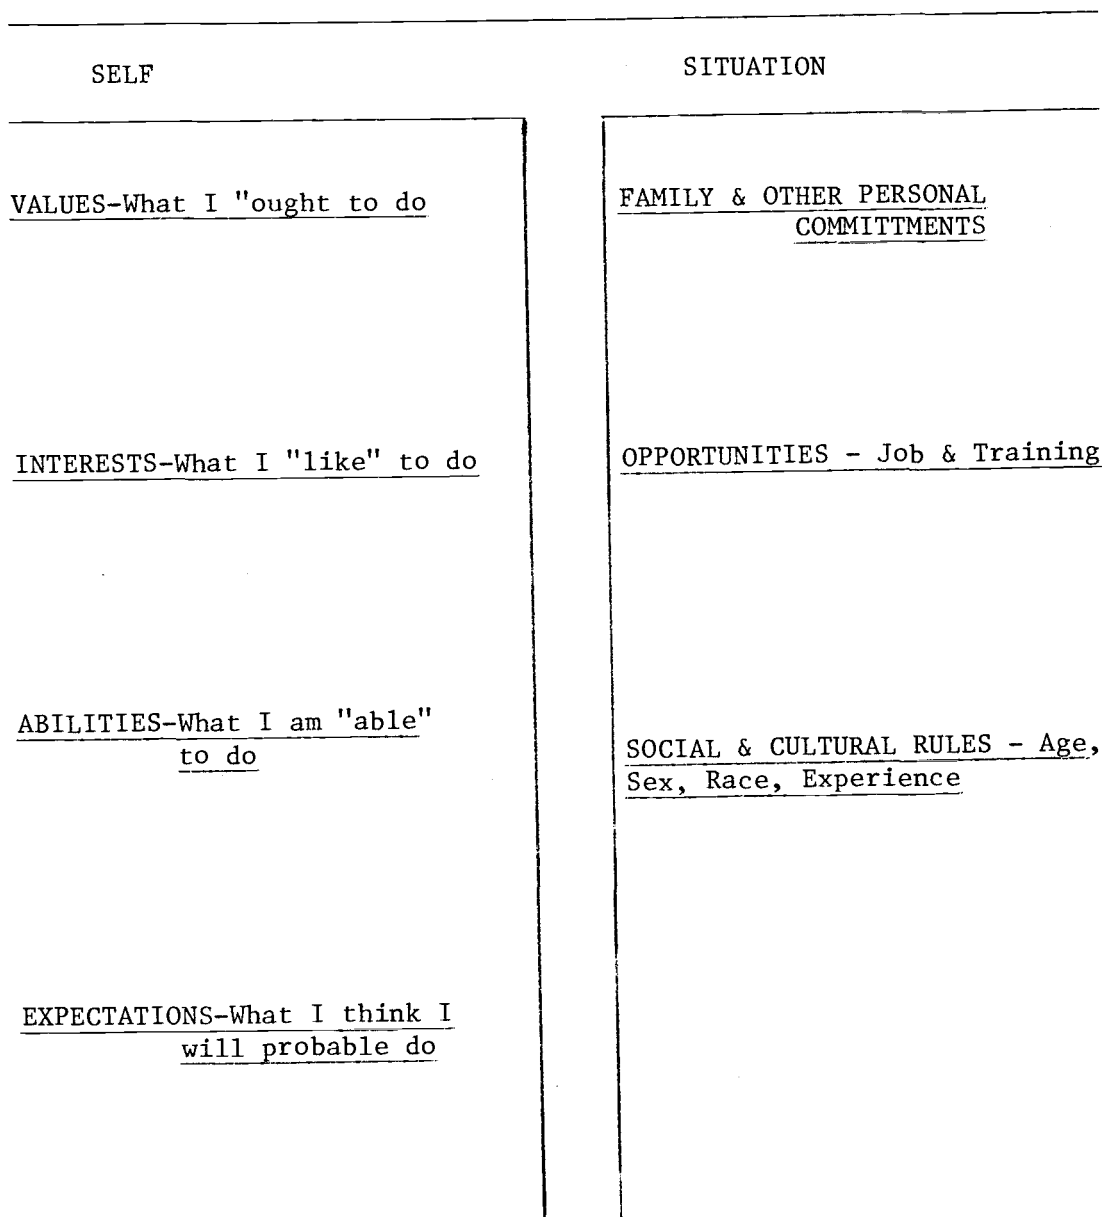 SELF
SITUATION
VALUES-What I "ought to do
INTERESTS-What I "like" to do
ABILITIES-What I am "able"
to do
EXPECTATIONS-What I think I
will probable do
FAMILY & OTHER PERSONAL
COMMITTMENTS
OPPORTUNITIES - Job & Training
SOCIAL & CULTURAL RULES - Age,
Sex, Race, Experience